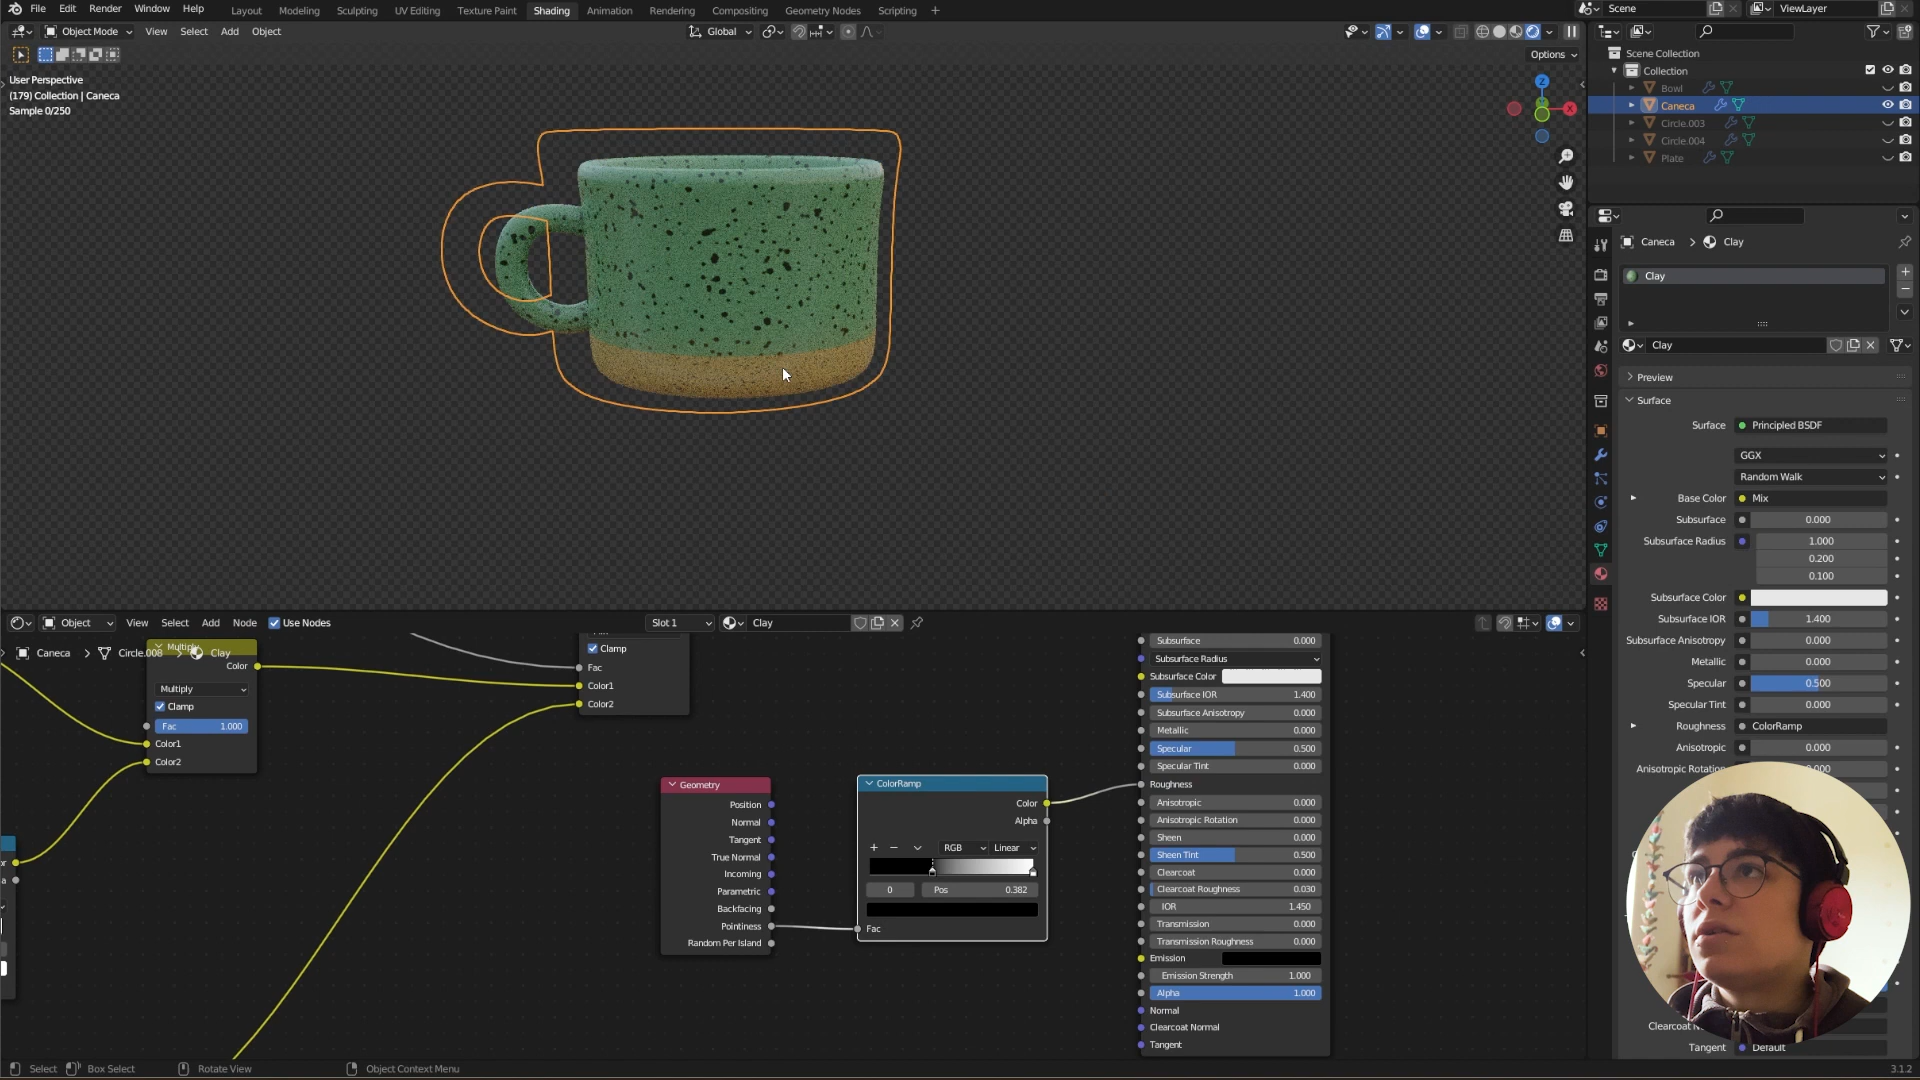 File Edit Render Window Help Layout Modeling Sculpting UV Editing Texture Paint Shading Animation Rendering Compositing Geometry Nodes Scripting + Scene ViewLayer
Object Mode View Select Add Object Global
Options
User Perspective
(179) Collection | Caneca
Sample 0/250
Z
X
Scene Collection
Collection
Bowl
Caneca
Circle.003
Circle.004
Plate
Caneca > Clay
Clay
Clay
Preview
Surface
Surface Principled BSDF
GGX
Random Walk
Base Color Mix
Subsurface 0.000
Subsurface Radius 1.000
0.200
0.100
Subsurface Color
Subsurface IOR 1.400
Subsurface Anisotropy 0.000
Metallic 0.000
Specular 0.500
Specular Tint 0.000
Roughness ColorRamp
Anisotropic 0.000
Anisotropic Rotation 0.000
Tangent Default
Object View Select Add Node Use Nodes Slot 1 Clay
Caneca > Circle.008 > Clay
Color
Multiply
Clamp
Fac 1.000
Color1
Color2
Clamp
Fac
Color1
Color2
Geometry
Position
Normal
Tangent
True Normal
Incoming
Parametric
Backfacing
Pointiness
Random Per Island
ColorRamp
Color
Alpha
+ − RGB Linear
0 Pos 0.382
Fac
Subsurface 0.000
Subsurface Radius
Subsurface Color
Subsurface IOR 1.400
Subsurface Anisotropy 0.000
Metallic 0.000
Specular 0.500
Specular Tint 0.000
Roughness
Anisotropic 0.000
Anisotropic Rotation 0.000
Sheen 0.000
Sheen Tint 0.500
Clearcoat 0.000
Clearcoat Roughness 0.030
IOR 1.450
Transmission 0.000
Transmission Roughness 0.000
Emission
Emission Strength 1.000
Alpha 1.000
Normal
Clearcoat Normal
Tangent
Select Box Select Rotate View Object Context Menu 3.1.2